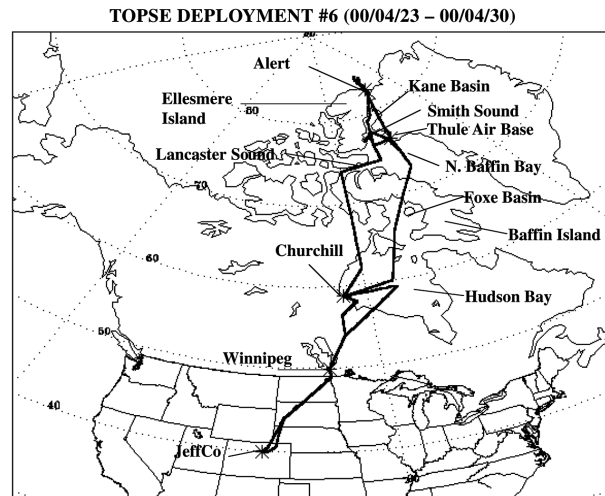 TOPSE DEPLOYMENT #6 (00/04/23 – 00/04/30)
80
Alert
Kane Basin
Ellesmere
Island
80
Smith Sound
Thule Air Base
Lancaster Sound
N. Baffin Bay
70
Foxe Basin
Baffin Island
Churchill
60
Hudson Bay
50
Winnipeg
40
JeffCo